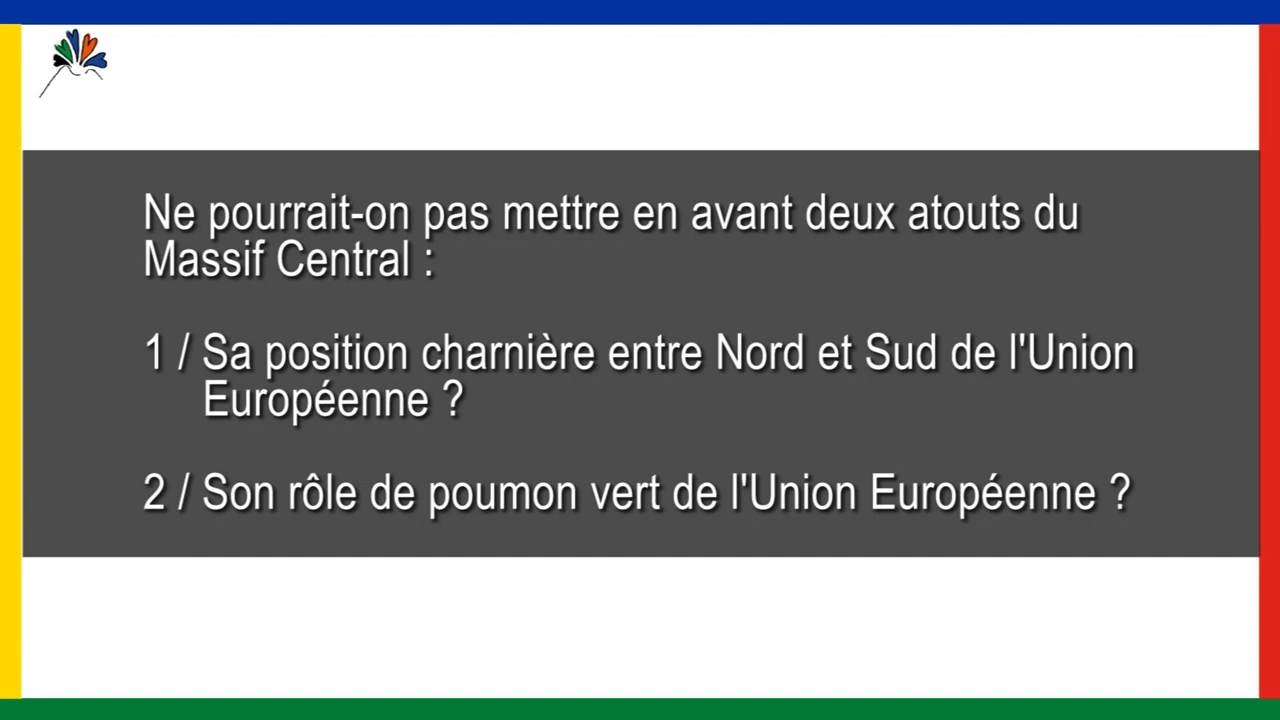 Ne pourrait-on pas mettre en avant deux atouts du
Massif Central :
1 / Sa position charnière entre Nord et Sud de l'Union
Européenne ?
2 / Son rôle de poumon vert de l'Union Européenne ?